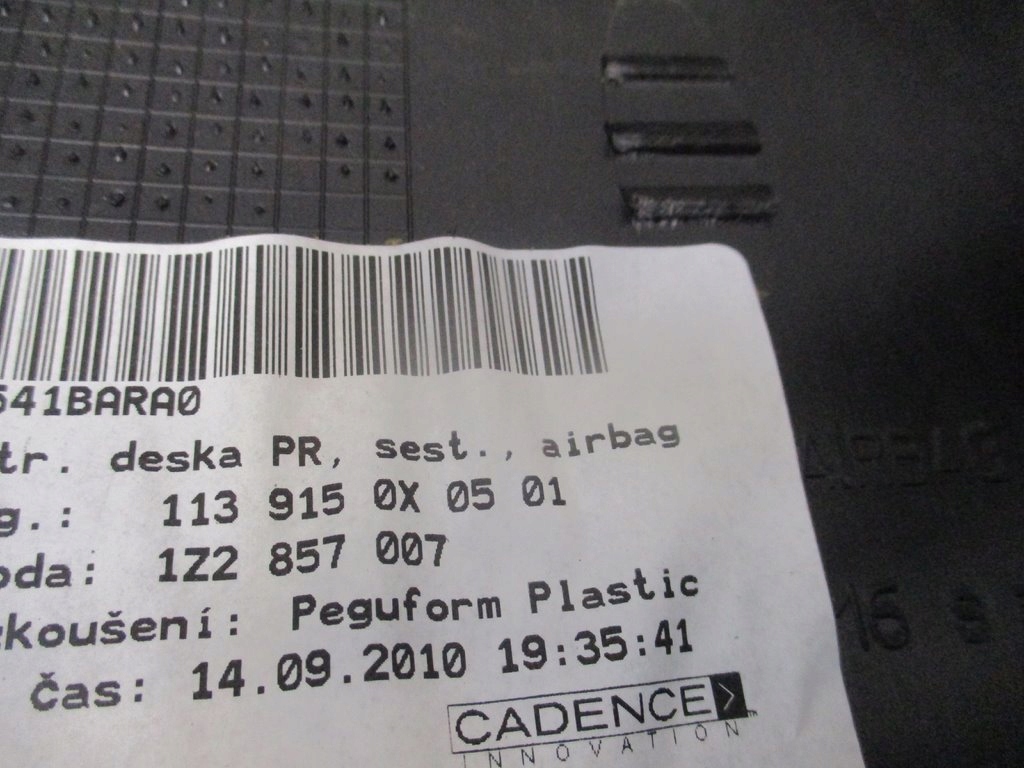 541BARA0
tr. deska PR, sest., airbag
g.: 113 915 0X 05 01
oda: 1Z2 857 007
zkoušení: Peguform Plastic
čas: 14.09.2010 19:35:41
CADENCE
INNOVATION